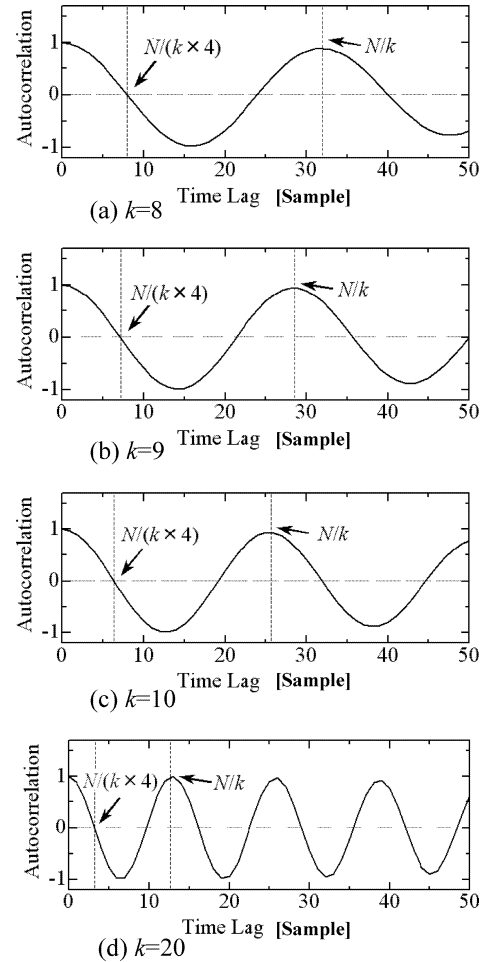 Autocorrelation
1
0
-1
N/(k × 4)
N/k
0 10 20 30 40 50
Time Lag [Sample]
(a) k=8
Autocorrelation
1
0
-1
N/(k × 4)
N/k
0 10 20 30 40 50
Time Lag [Sample]
(b) k=9
Autocorrelation
1
0
-1
N/(k × 4)
N/k
0 10 20 30 40 50
Time Lag [Sample]
(c) k=10
Autocorrelation
1
0
-1
N/(k × 4)
N/k
0 10 20 30 40 50
Time Lag [Sample]
(d) k=20